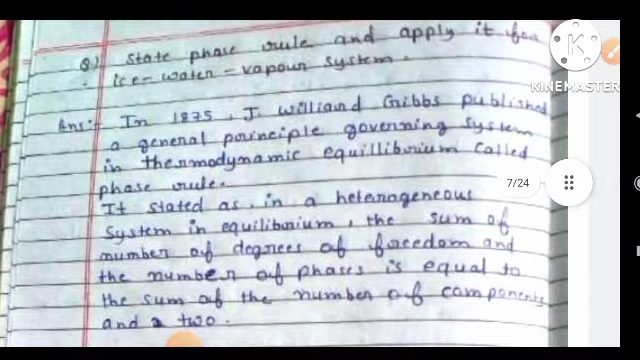 Q.) State phase rule and apply it for
ice - water - vapour system.
Ans:- In 1875, J. Williard Gibbs published
a general principle governing system
in thermodynamic equillibrium called
phase rule.
It stated as, in a heterogeneous
system in equilibrium, the sum of
number of degrees of freedom and
the number of phases is equal to
the sum of the number of components
and two.
KINEMASTER
7/24